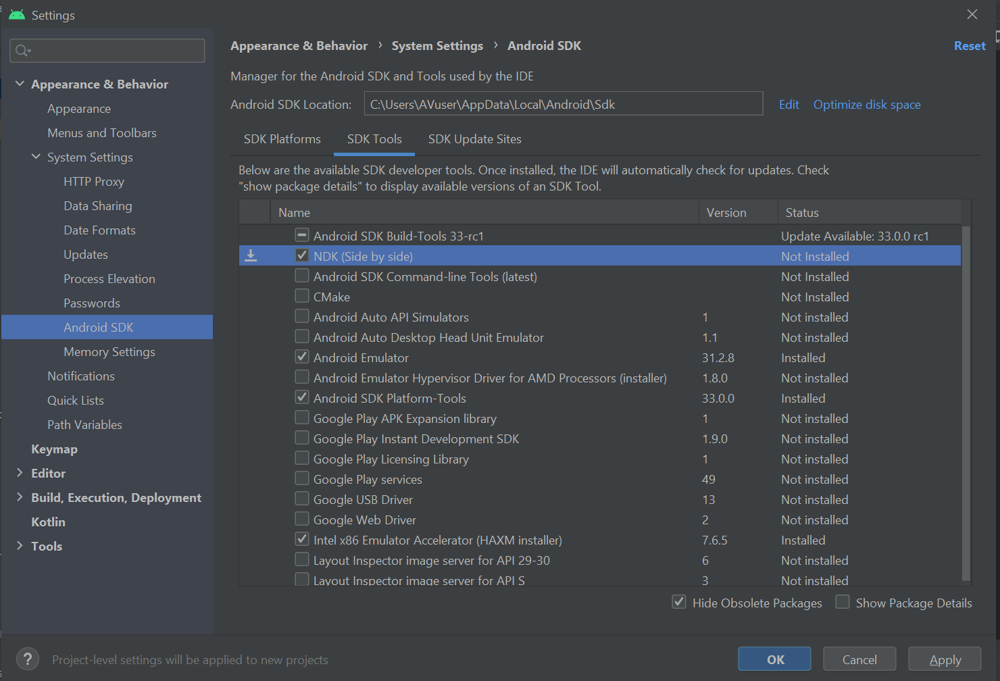 Settings
Appearance & Behavior
Appearance
Menus and Toolbars
System Settings
HTTP Proxy
Data Sharing
Date Formats
Updates
Process Elevation
Passwords
Android SDK
Memory Settings
Notifications
Quick Lists
Path Variables
Keymap
Editor
Build, Execution, Deployment
Kotlin
Tools
Appearance & Behavior › System Settings › Android SDK
Reset
Manager for the Android SDK and Tools used by the IDE
Android SDK Location: C:\Users\AVuser\AppData\Local\Android\Sdk Edit Optimize disk space
SDK Platforms SDK Tools SDK Update Sites
Below are the available SDK developer tools. Once installed, the IDE will automatically check for updates. Check
"show package details" to display available versions of an SDK Tool.
Name Version Status
Android SDK Build-Tools 33-rc1 Update Available: 33.0.0 rc1
NDK (Side by side) Not Installed
Android SDK Command-line Tools (latest) Not Installed
CMake Not Installed
Android Auto API Simulators 1 Not installed
Android Auto Desktop Head Unit Emulator 1.1 Not installed
Android Emulator 31.2.8 Installed
Android Emulator Hypervisor Driver for AMD Processors (installer) 1.8.0 Not installed
Android SDK Platform-Tools 33.0.0 Installed
Google Play APK Expansion library 1 Not installed
Google Play Instant Development SDK 1.9.0 Not installed
Google Play Licensing Library 1 Not installed
Google Play services 49 Not installed
Google USB Driver 13 Not installed
Google Web Driver 2 Not installed
Intel x86 Emulator Accelerator (HAXM installer) 7.6.5 Installed
Layout Inspector image server for API 29-30 6 Not installed
Layout Inspector image server for API S 3 Not installed
Hide Obsolete Packages Show Package Details
? Project-level settings will be applied to new projects
OK Cancel Apply